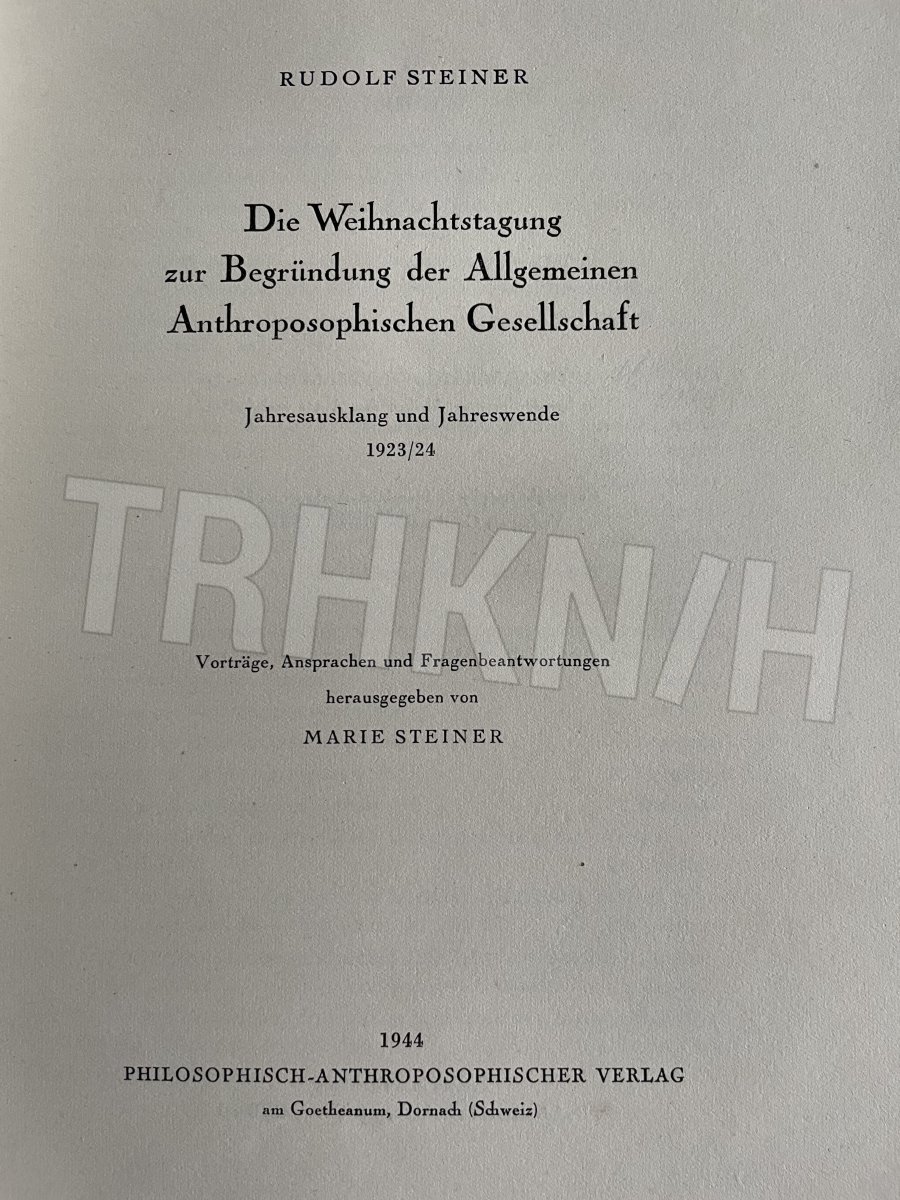 RUDOLF STEINER
Die Weihnachtstagung
zur Begründung der Allgemeinen
Anthroposophischen Gesellschaft
Jahresausklang und Jahreswende
1923/24
TRHKN/H
Vorträge, Ansprachen und Fragenbeantwortungen
herausgegeben von
MARIE STEINER
1944
PHILOSOPHISCH-ANTHROPOSOPHISCHER VERLAG
am Goetheanum, Dornach (Schweiz)